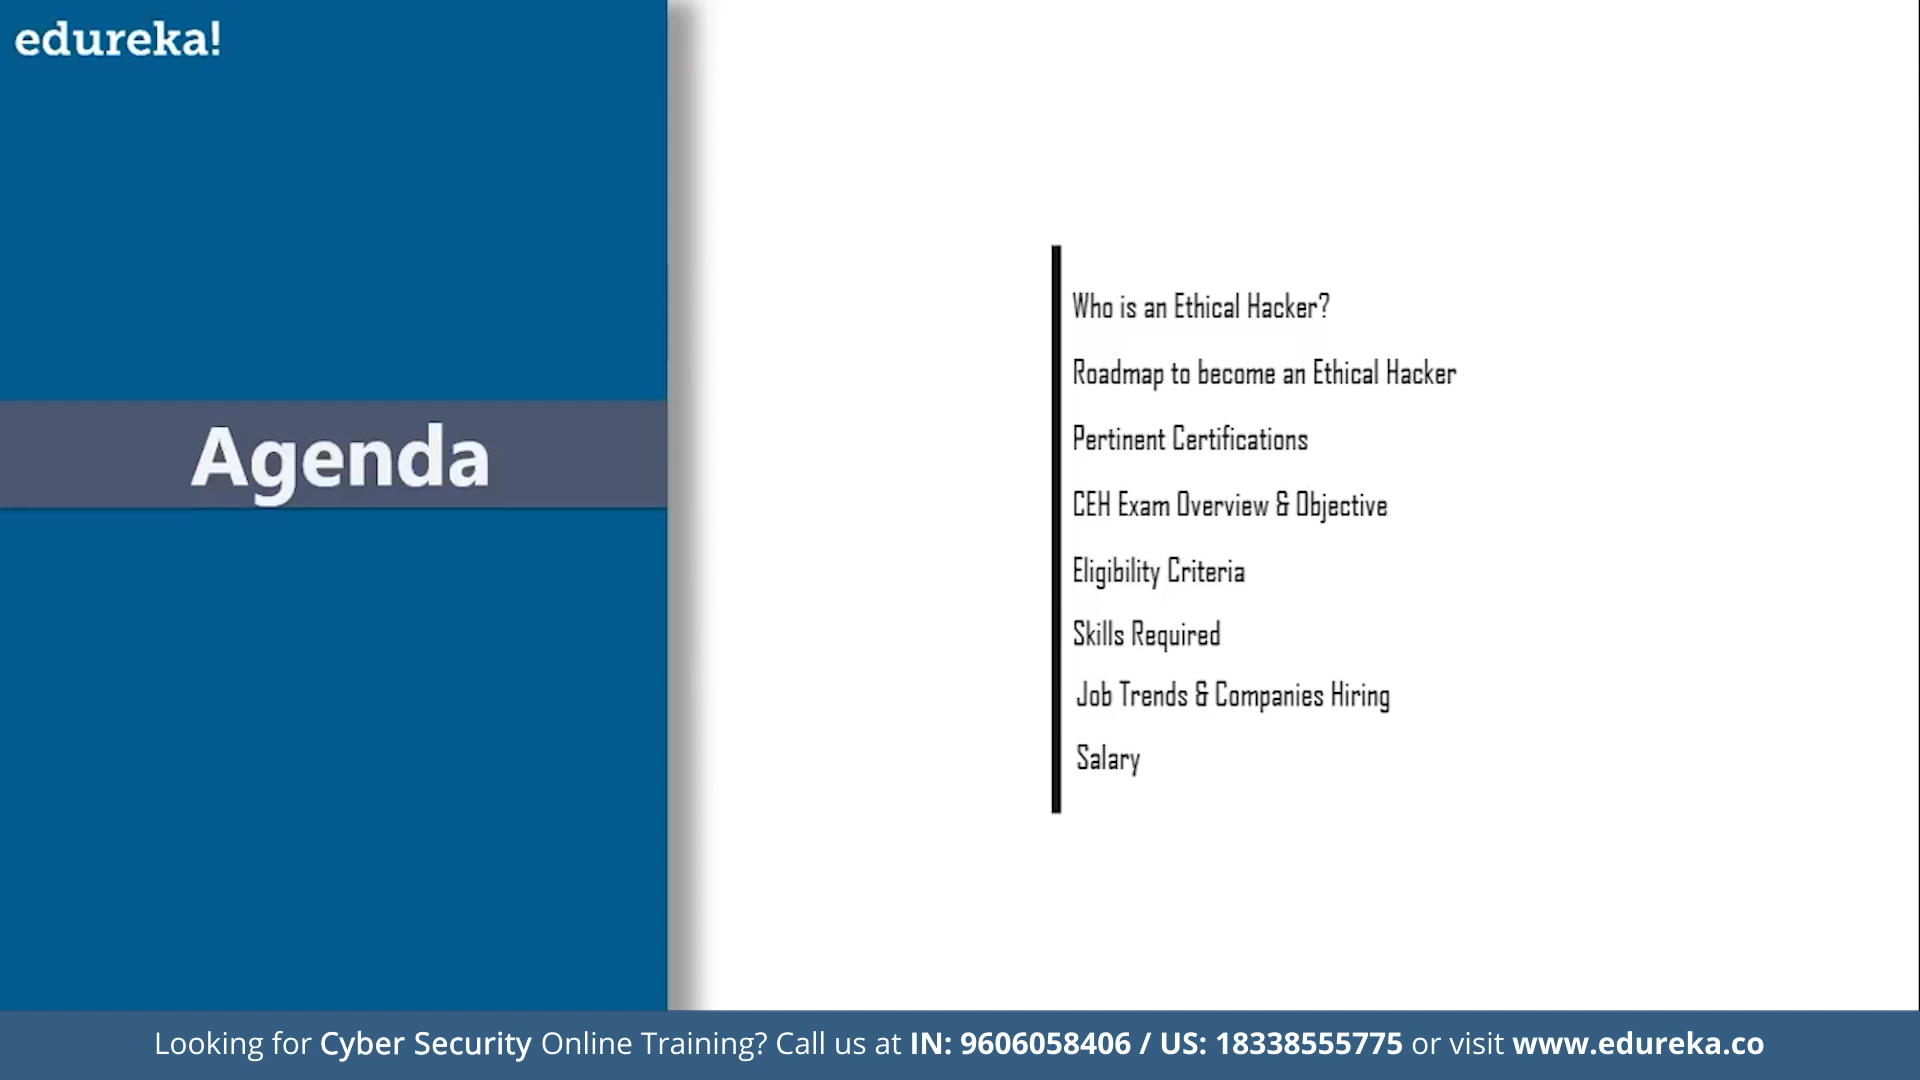 edureka!
Agenda
Who is an Ethical Hacker?
Roadmap to become an Ethical Hacker
Pertinent Certifications
CEH Exam Overview & Objective
Eligibility Criteria
Skills Required
Job Trends & Companies Hiring
Salary
Looking for Cyber Security Online Training? Call us at IN: 9606058406 / US: 18338555775 or visit www.edureka.co